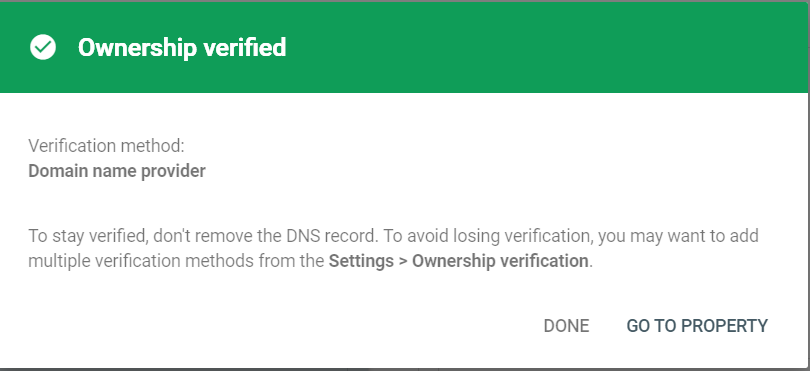 Ownership verified
Verification method:
Domain name provider
To stay verified, don't remove the DNS record. To avoid losing verification, you may want to add
multiple verification methods from the Settings > Ownership verification.
DONE GO TO PROPERTY